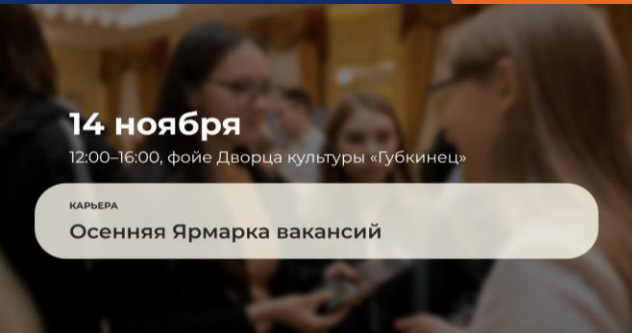 14 ноября
12:00–16:00, фойе Дворца культуры «Губкинец»
КАРЬЕРА
Осенняя Ярмарка вакансий